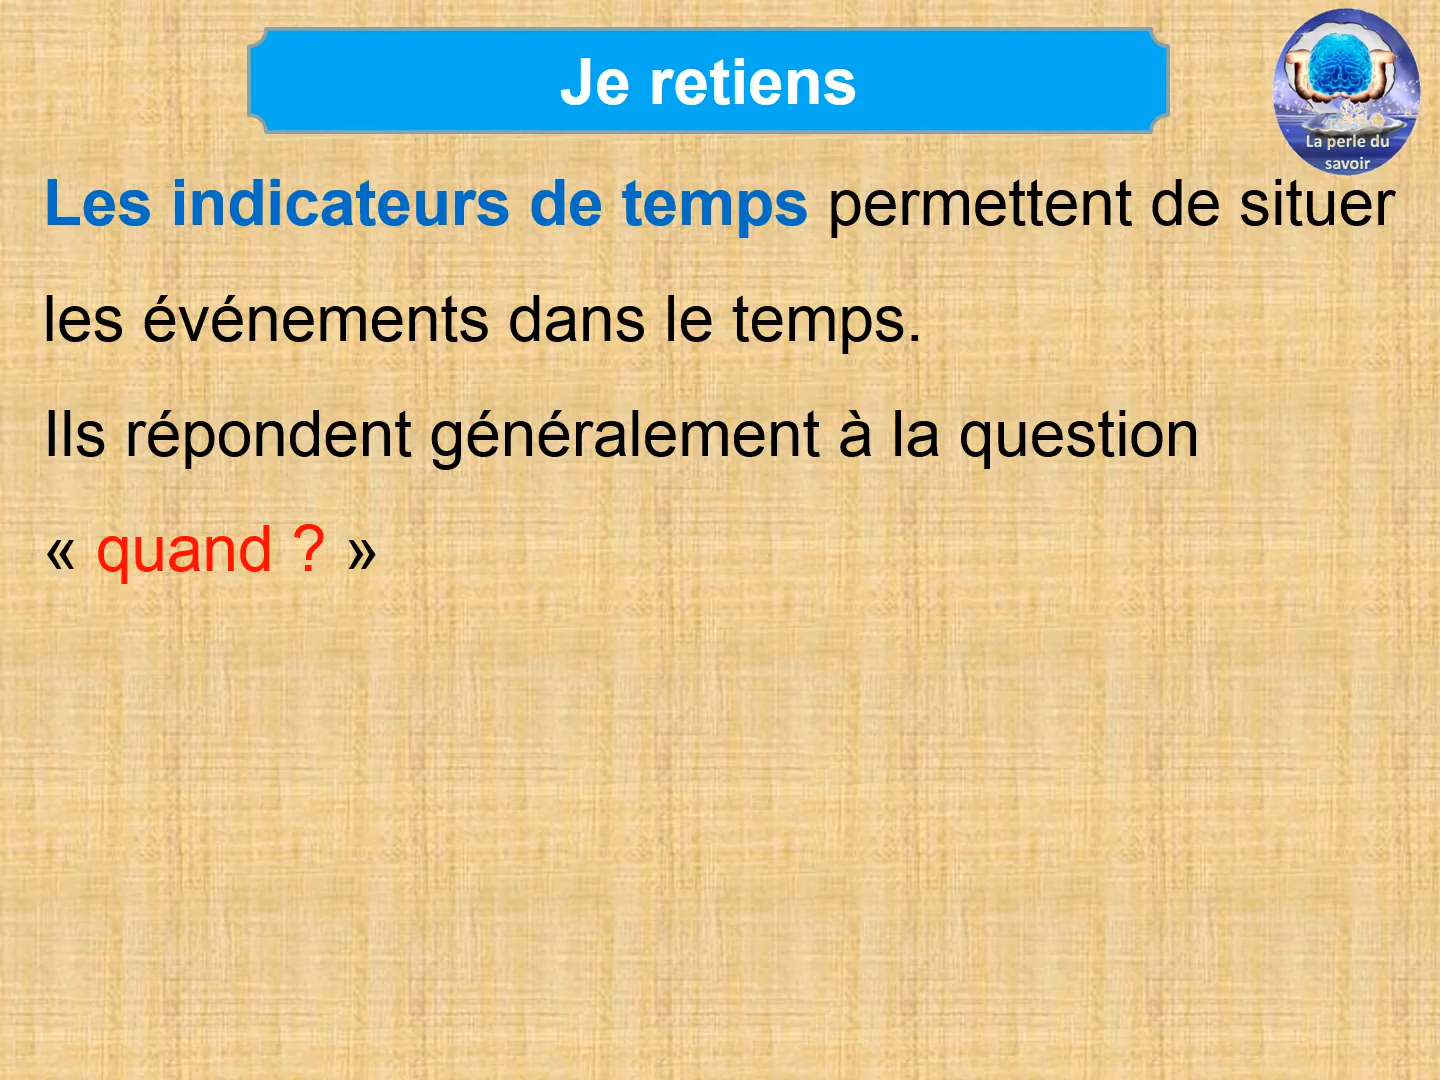 Je retiens
La perle du
savoir
Les indicateurs de temps permettent de situer
les événements dans le temps.
Ils répondent généralement à la question
« quand ? »